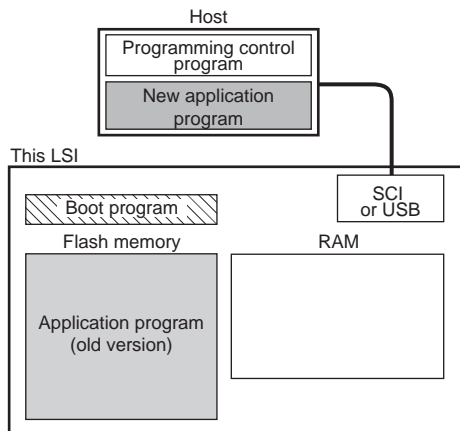 Host
Programming control
program
New application
program
This LSI
SCI
or USB
Boot program
Flash memory
RAM
Application program
(old version)